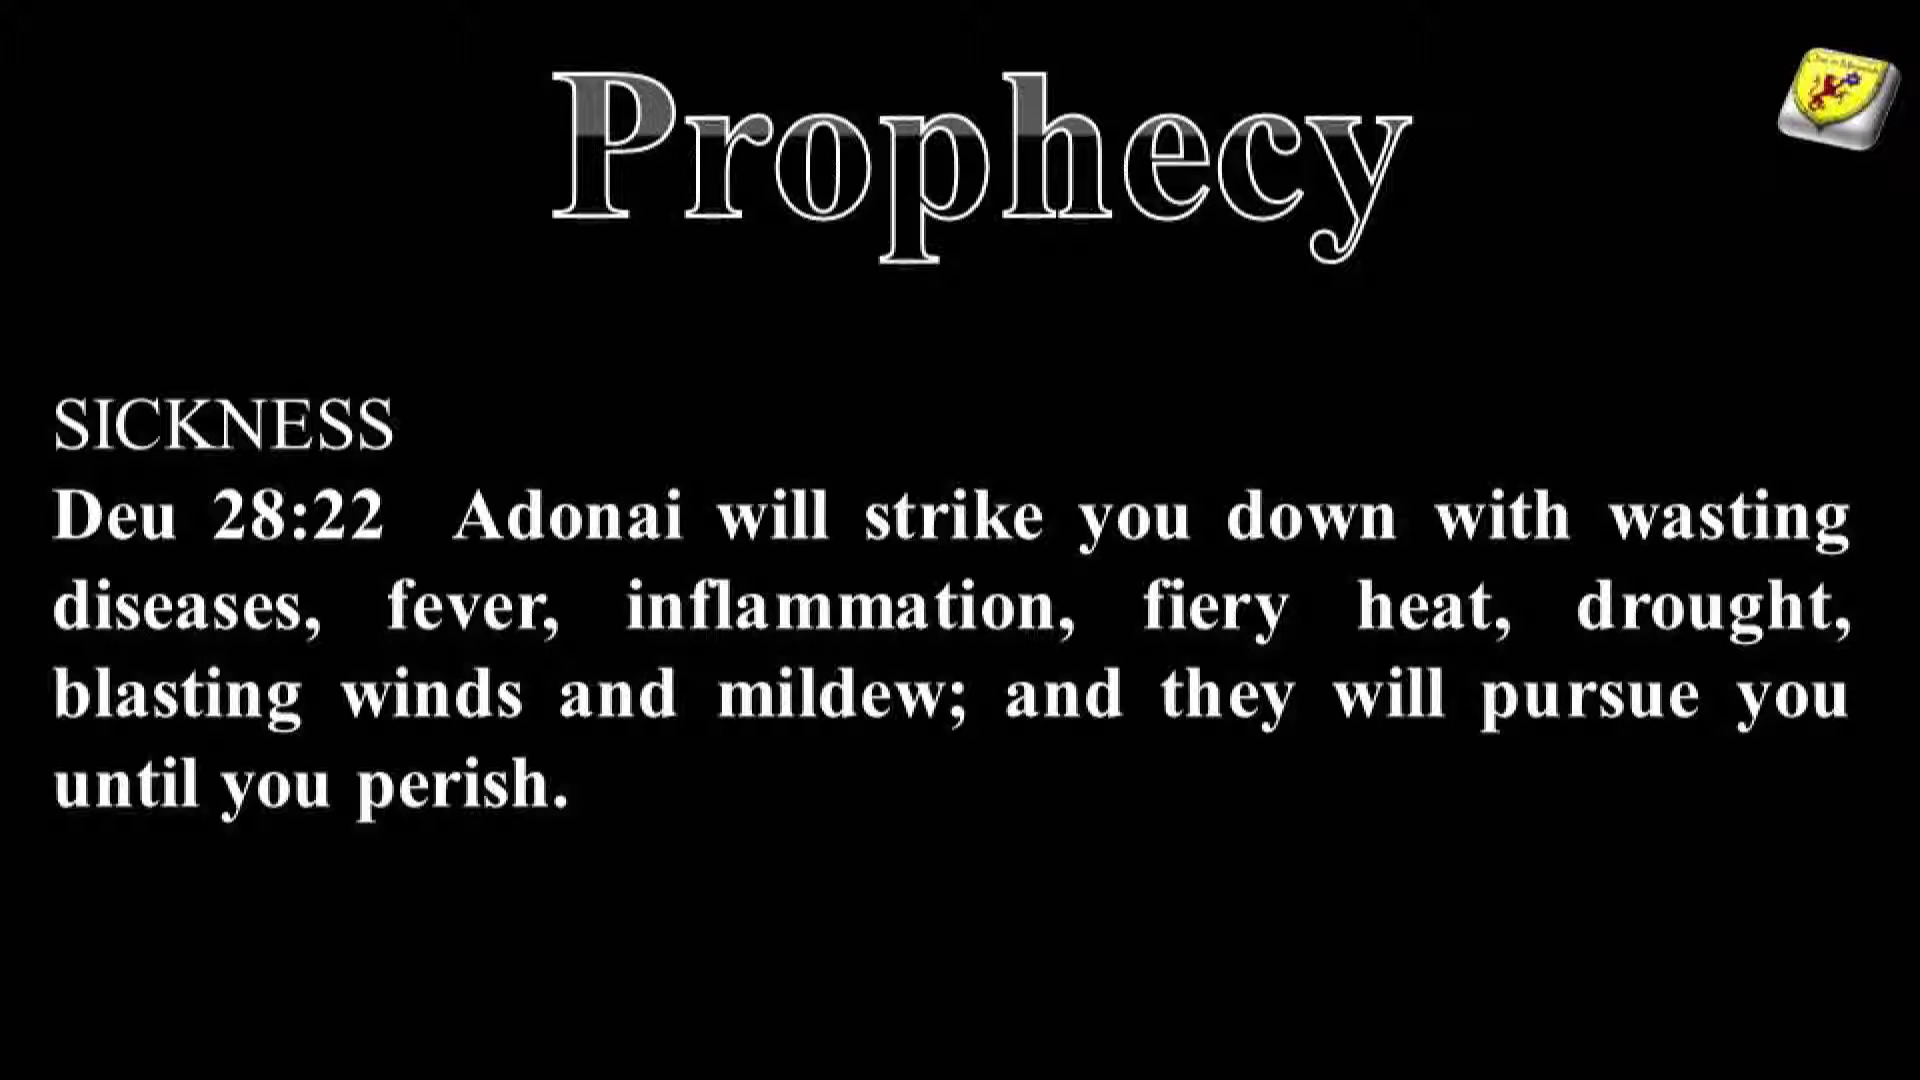 Prophecy
SICKNESS
Deu 28:22 Adonai will strike you down with wasting
diseases, fever, inflammation, fiery heat, drought,
blasting winds and mildew; and they will pursue you
until you perish.